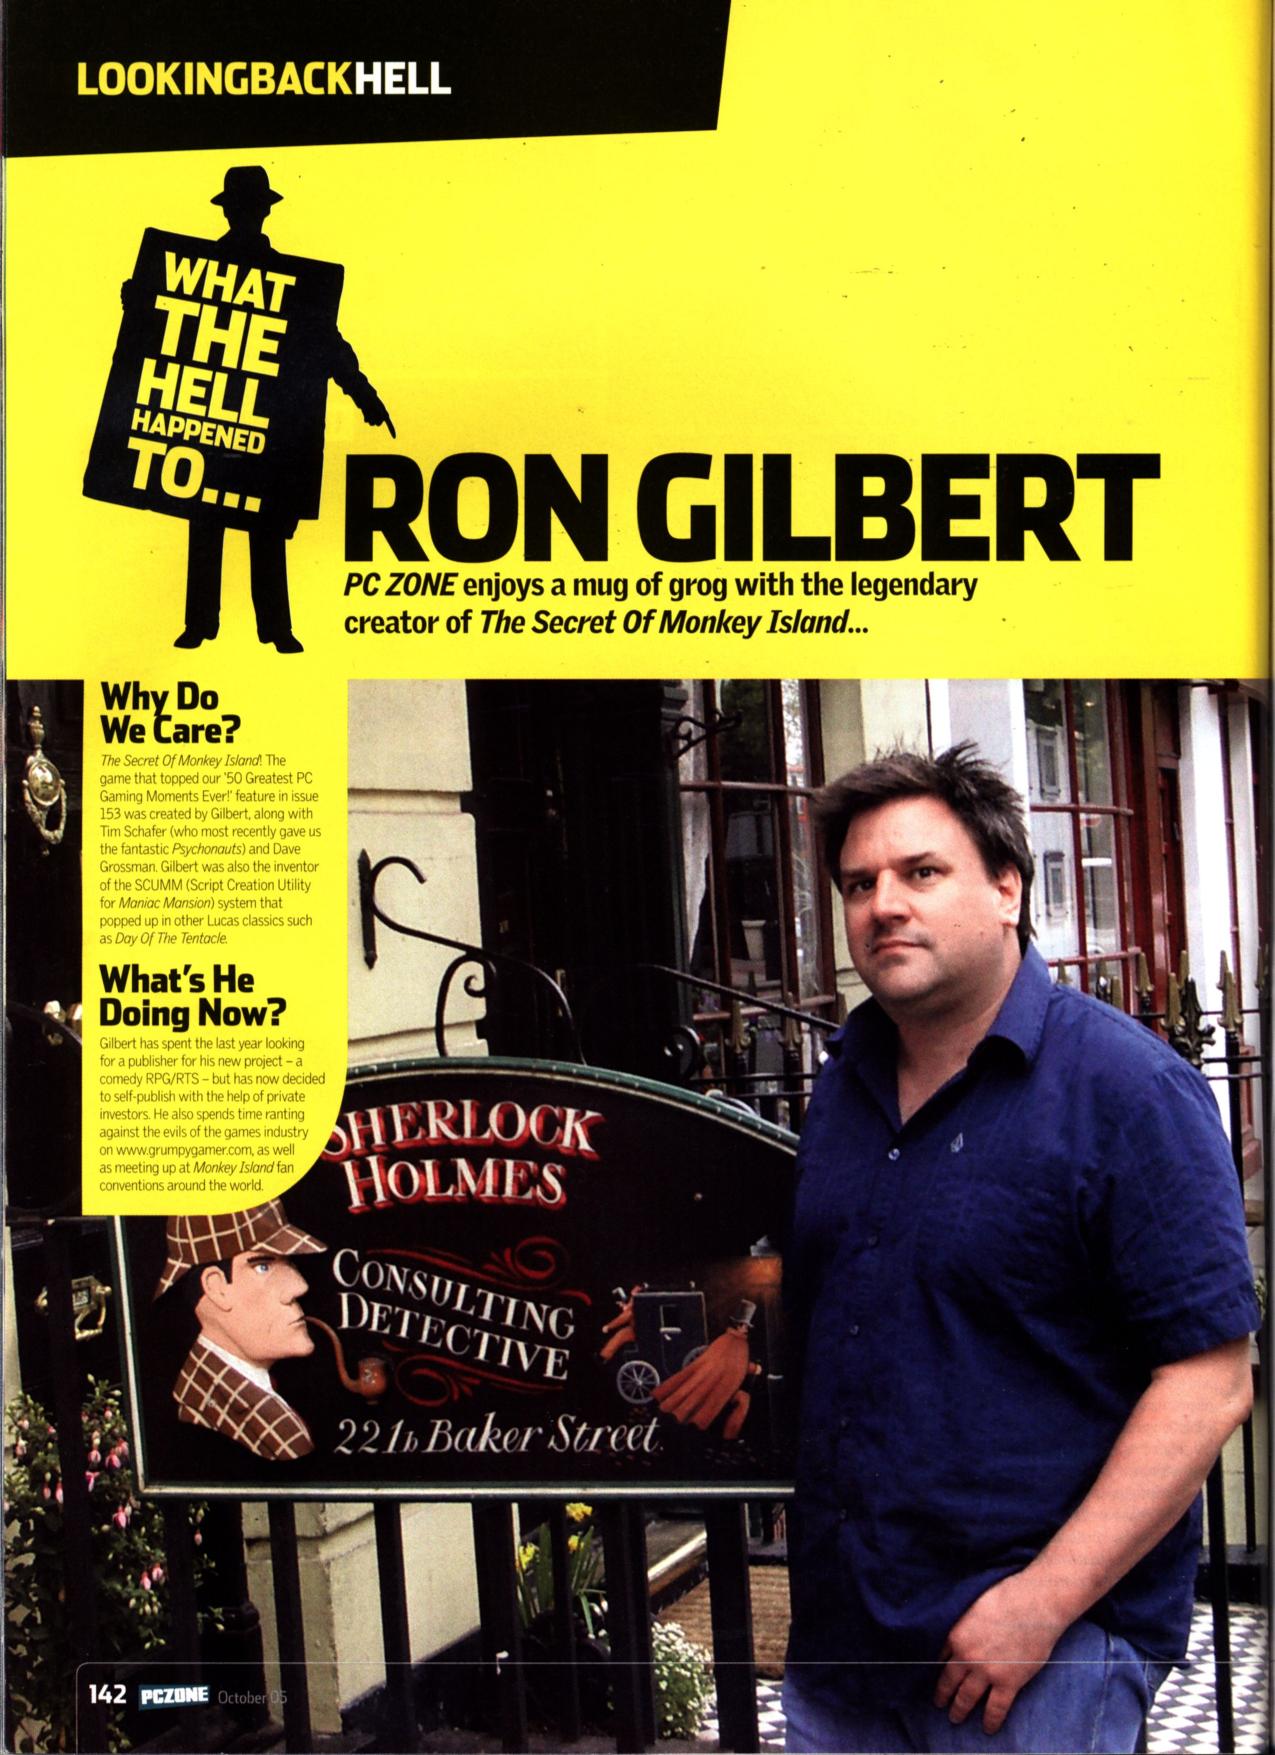 LOOKINGBACKHELL
WHAT
THE
HELL
HAPPENED
TO...
RON GILBERT
PC ZONE enjoys a mug of grog with the legendary
creator of The Secret Of Monkey Island...
Why Do
We Care?
The Secret Of Monkey Island! The
game that topped our '50 Greatest PC
Gaming Moments Ever!' feature in issue
153 was created by Gilbert, along with
Tim Schafer (who most recently gave us
the fantastic Psychonauts) and Dave
Grossman. Gilbert was also the inventor
of the SCUMM (Script Creation Utility
for Maniac Mansion) system that
popped up in other Lucas classics such
as Day Of The Tentacle.
What's He
Doing Now?
Gilbert has spent the last year looking
for a publisher for his new project – a
comedy RPG/RTS – but has now decided
to self-publish with the help of private
investors. He also spends time ranting
against the evils of the games industry
on www.grumpygamer.com, as well
as meeting up at Monkey Island fan
conventions around the world.
SHERLOCK
HOLMES
CONSULTING
DETECTIVE
221b Baker Street.
142 PCZONE October 05